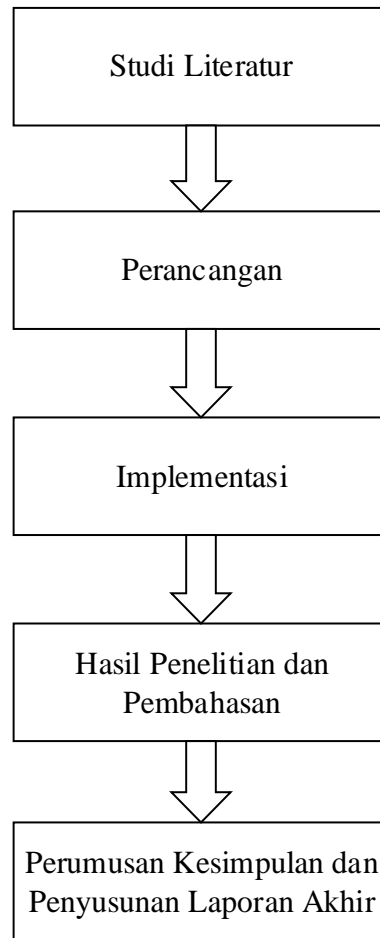 Studi Literatur
Perancangan
Implementasi
Hasil Penelitian dan
Pembahasan
Perumusan Kesimpulan dan
Penyusunan Laporan Akhir